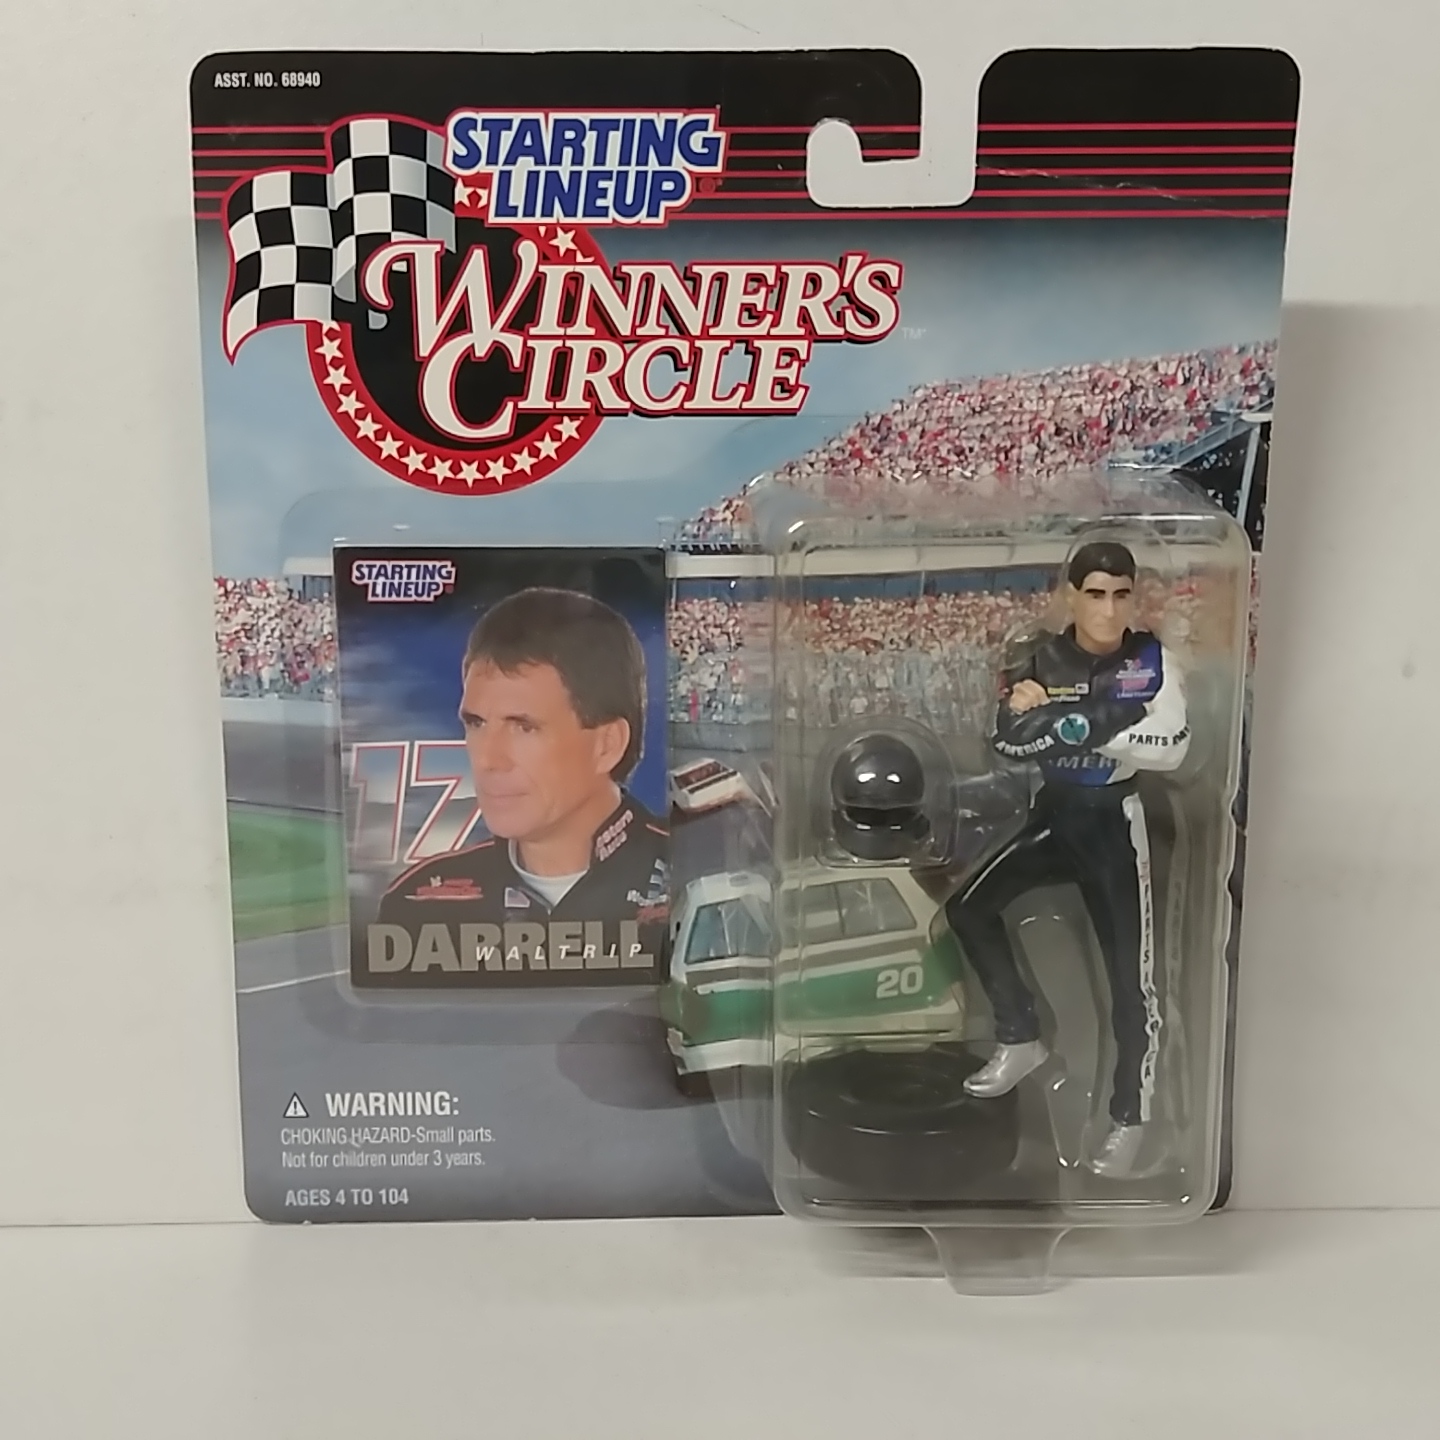 ASST. NO. 68940
STARTING
LINEUP®
WINNER'S
CIRCLE
TM
STARTING
LINEUP®
17
DARRELL
WALTRIP
20
AMERICA
PARTS
AMERI
⚠ WARNING:
CHOKING HAZARD-Small parts.
Not for children under 3 years.
AGES 4 TO 104